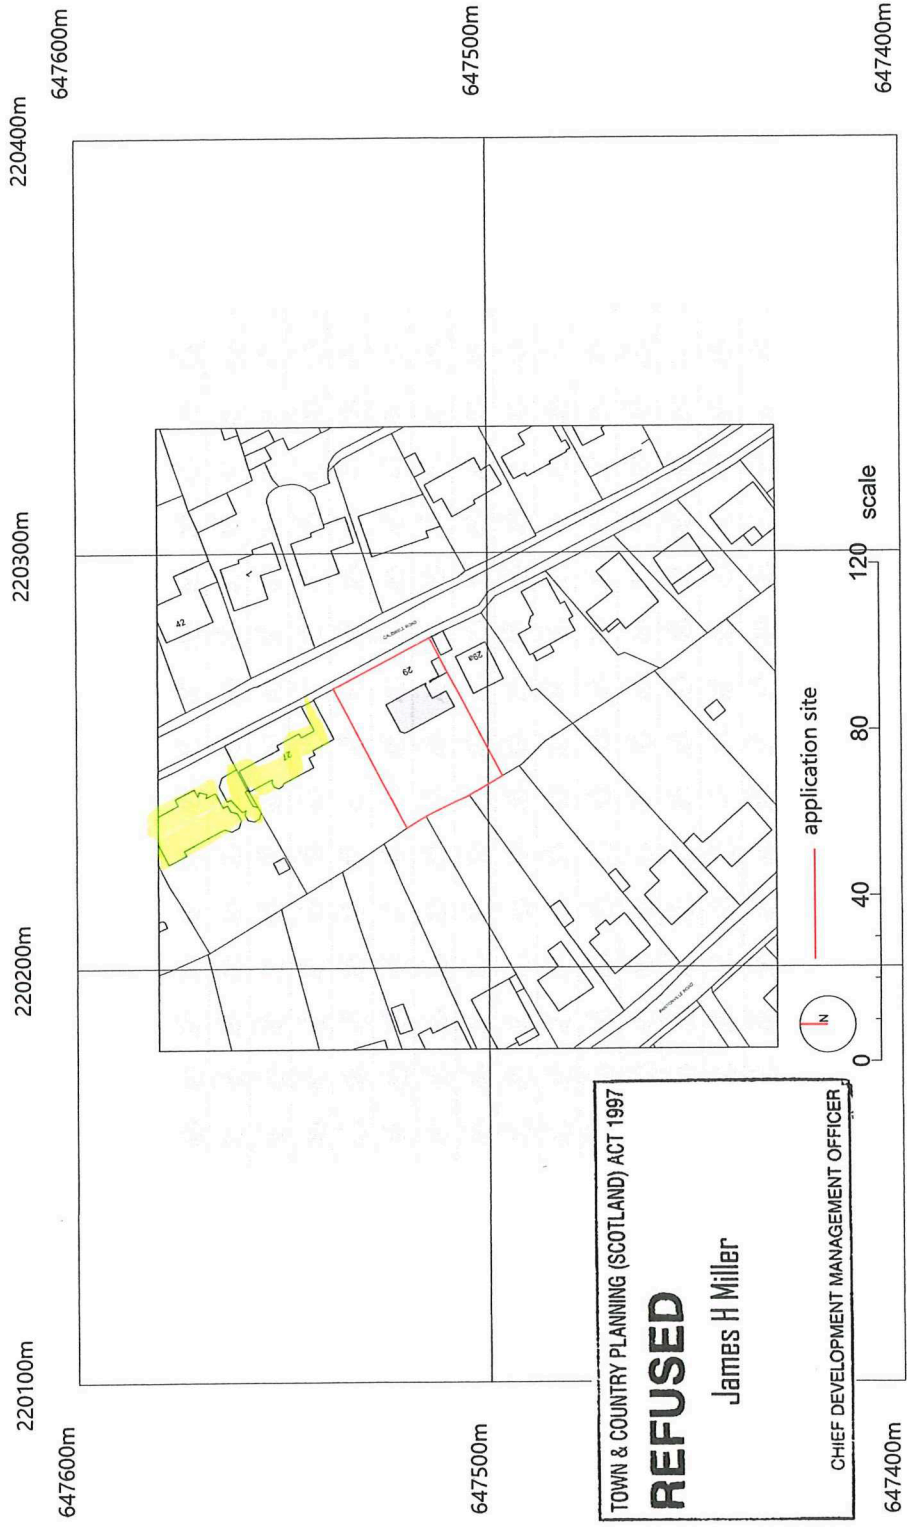 220100m 220200m 220300m 220400m
647600m 647600m
42
1
27
29
29a
647500m 647500m
TOWN & COUNTRY PLANNING (SCOTLAND) ACT 1997
REFUSED
James H Miller
CHIEF DEVELOPMENT MANAGEMENT OFFICER
application site
N
0 40 80 120 scale
647400m 647400m